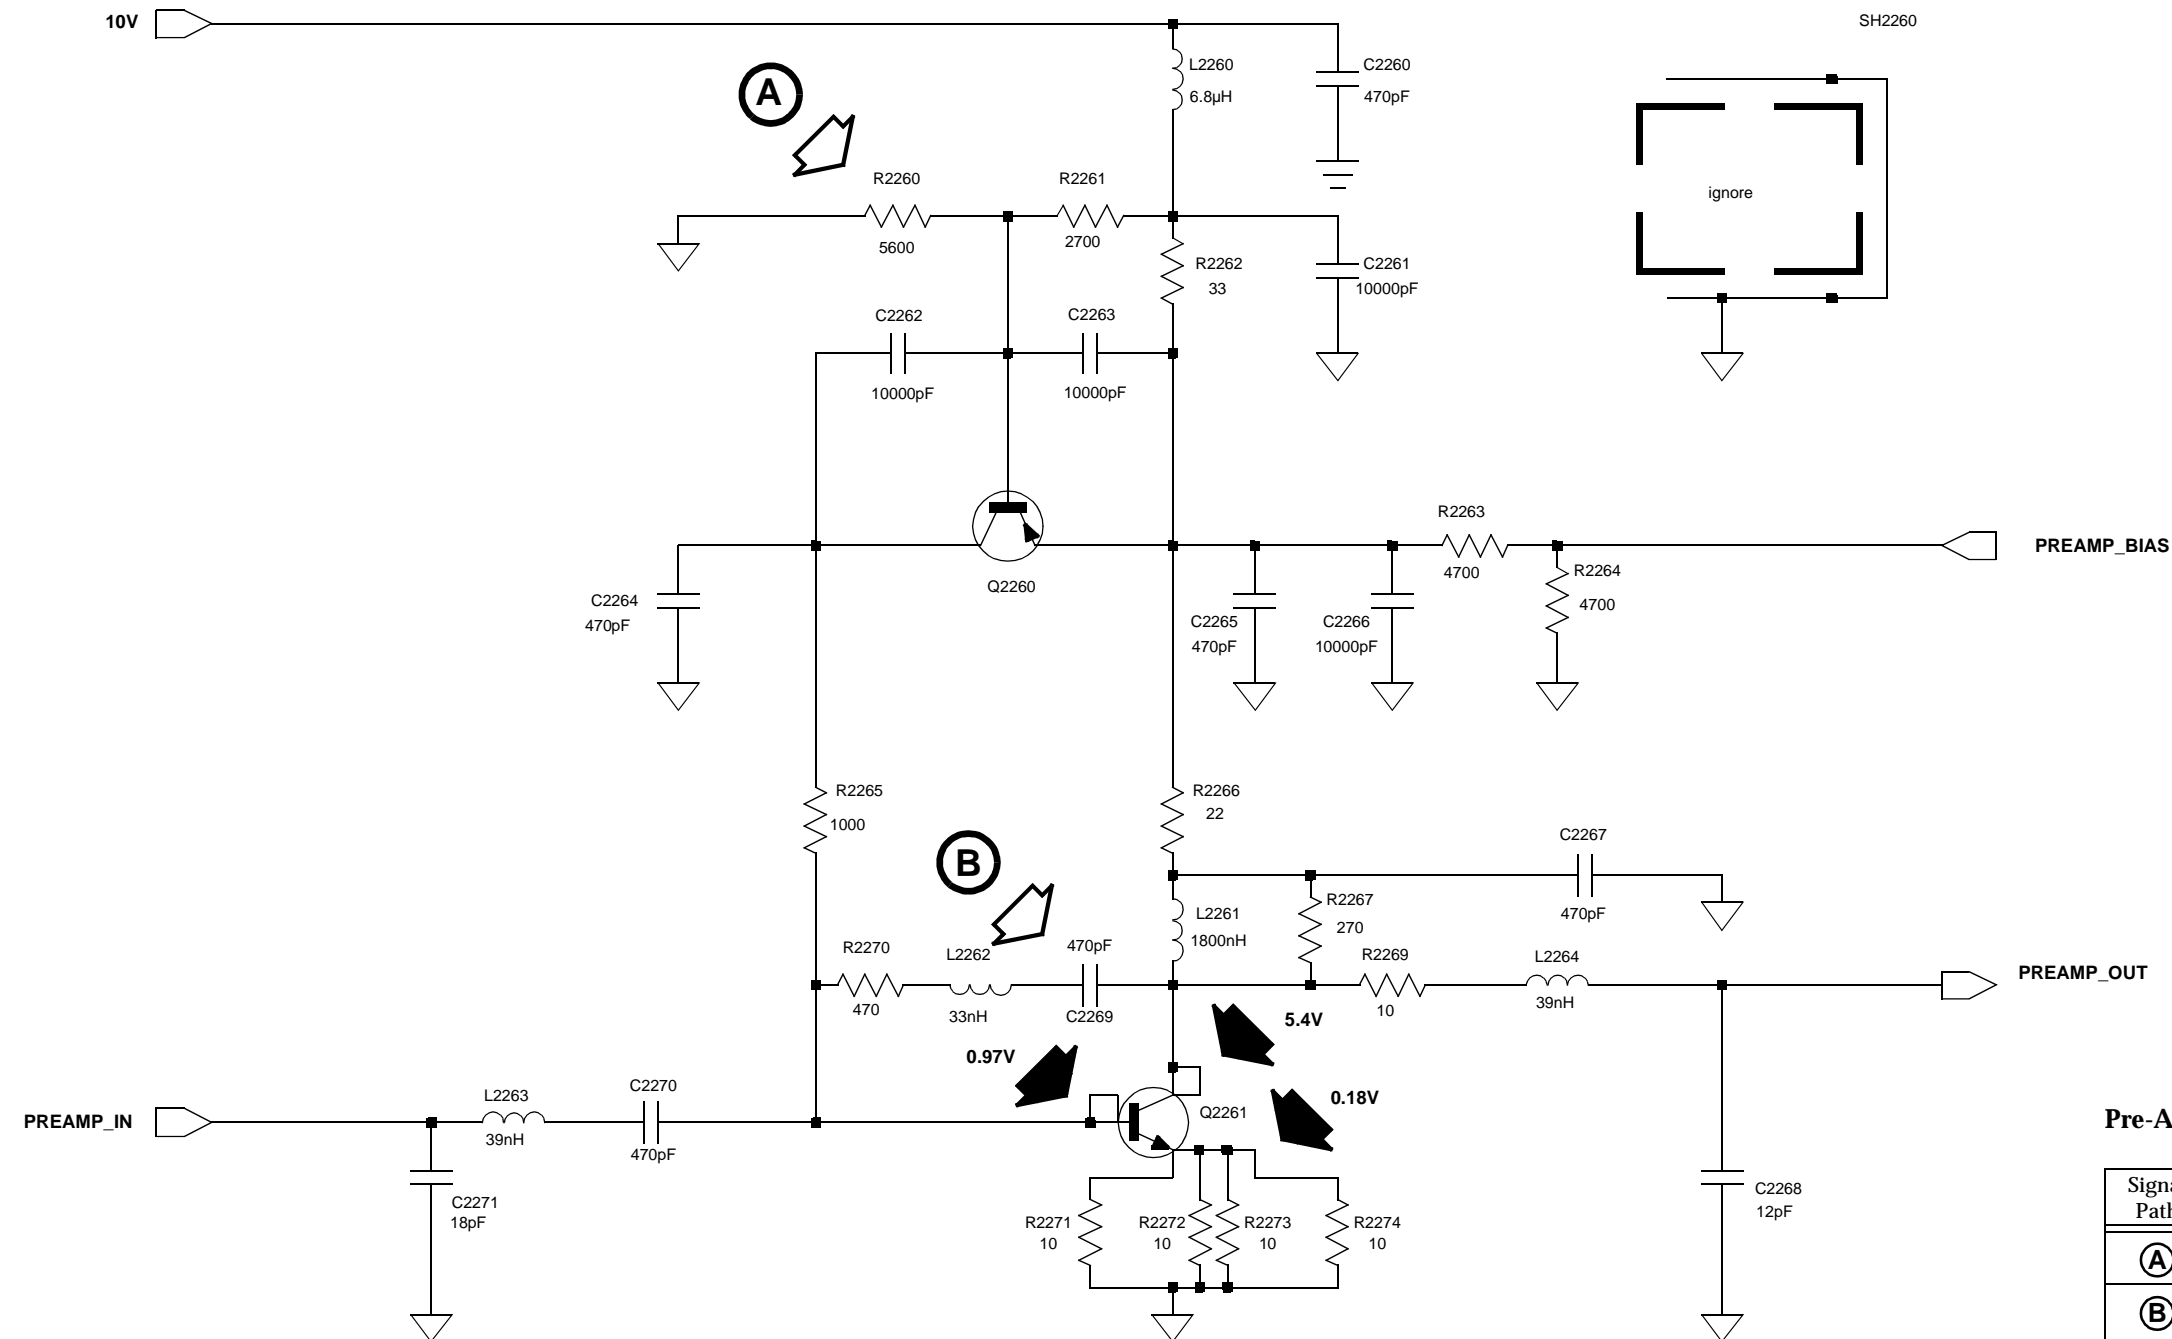 10V
SH2260
L2260
6.8µH
C2260
470pF
A
R2260
5600
R2261
2700
ignore
R2262
33
C2261
10000pF
C2262
10000pF
C2263
10000pF
Q2260
R2263
4700
PREAMP_BIAS
R2264
4700
C2264
470pF
C2265
470pF
C2266
10000pF
R2265
1000
R2266
22
C2267
470pF
B
R2267
270
L2261
1800nH
R2270
470
L2262
33nH
470pF
C2269
R2269
10
L2264
39nH
PREAMP_OUT
5.4V
0.97V
0.18V
L2263
39nH
C2270
470pF
PREAMP_IN
Q2261
C2271
18pF
R2271
10
R2272
10
R2273
10
R2274
10
C2268
12pF
Pre-A
Signa
Path
A
B